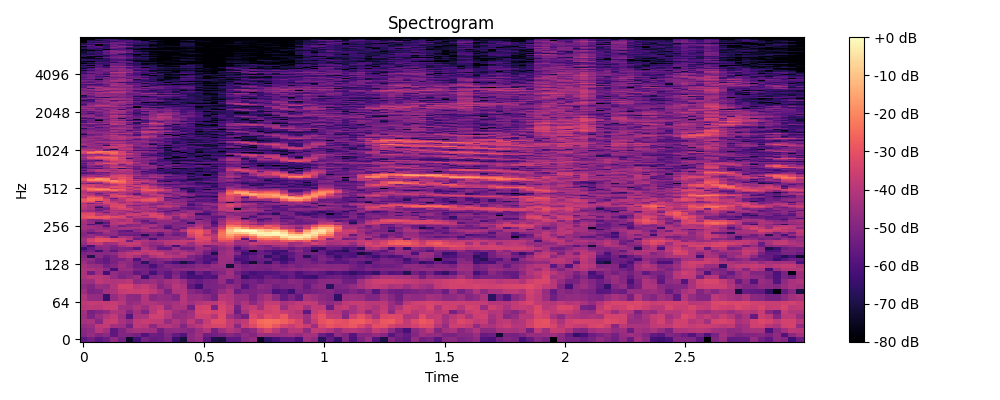 Spectrogram
4096
2048
1024
512
256
128
64
0
Hz
0
0.5
1
1.5
2
2.5
Time
+0 dB
-10 dB
-20 dB
-30 dB
-40 dB
-50 dB
-60 dB
-70 dB
-80 dB